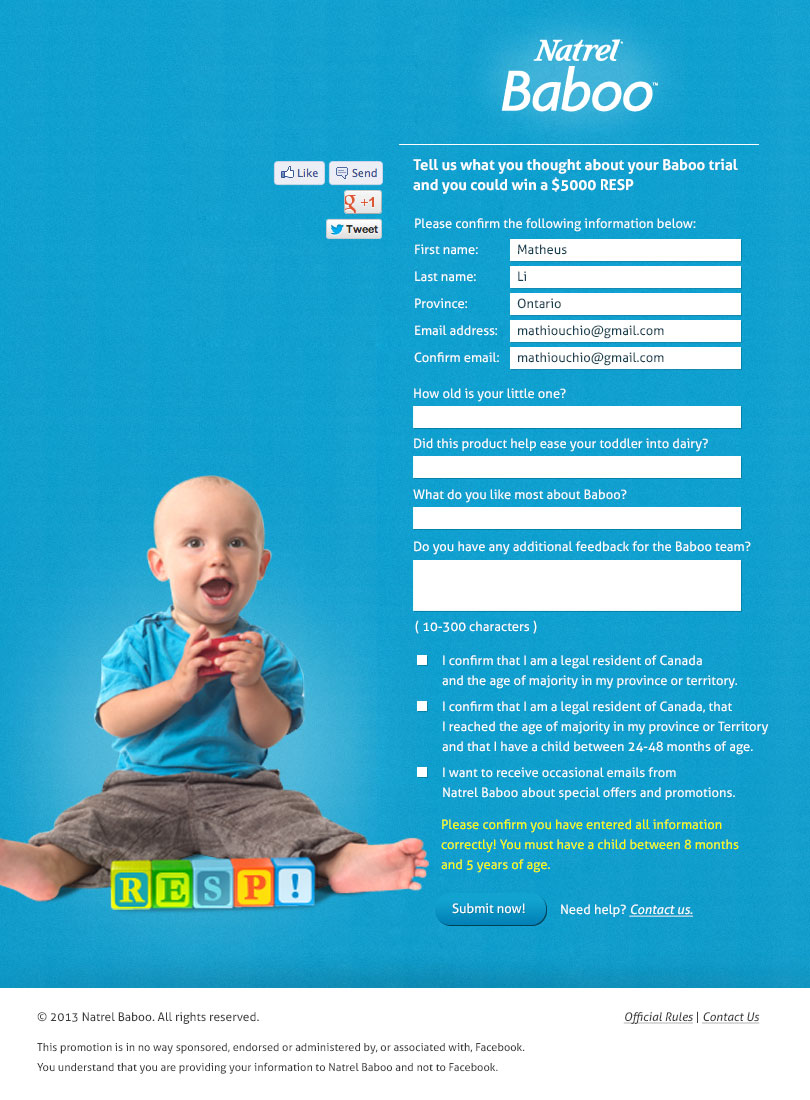 Natrel
Baboo™
Like
Send
g +1
Tweet
Tell us what you thought about your Baboo trial
and you could win a $5000 RESP
Please confirm the following information below:
First name: Matheus
Last name: Li
Province: Ontario
Email address: mathiouchio@gmail.com
Confirm email: mathiouchio@gmail.com
How old is your little one?
Did this product help ease your toddler into dairy?
What do you like most about Baboo?
Do you have any additional feedback for the Baboo team?
( 10-300 characters )
I confirm that I am a legal resident of Canada
and the age of majority in my province or territory.
I confirm that I am a legal resident of Canada, that
I reached the age of majority in my province or Territory
and that I have a child between 24-48 months of age.
I want to receive occasional emails from
Natrel Baboo about special offers and promotions.
Please confirm you have entered all information
correctly! You must have a child between 8 months
and 5 years of age.
RESP!
Submit now! Need help? Contact us.
© 2013 Natrel Baboo. All rights reserved.
Official Rules | Contact Us
This promotion is in no way sponsored, endorsed or administered by, or associated with, Facebook.
You understand that you are providing your information to Natrel Baboo and not to Facebook.